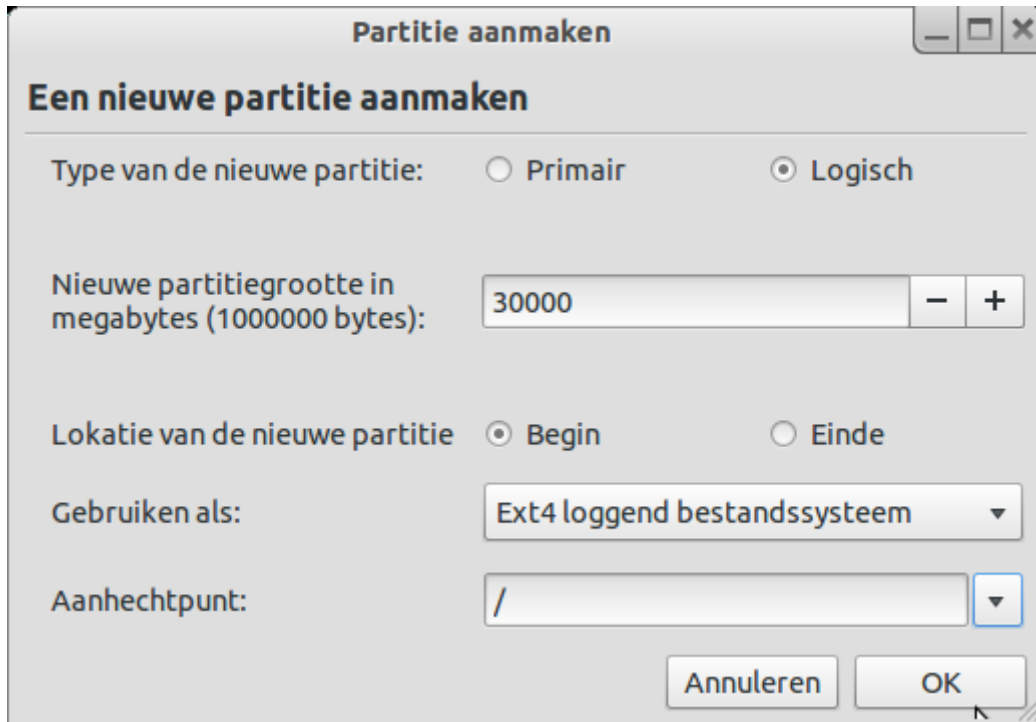 Partitie aanmaken
Een nieuwe partitie aanmaken
Type van de nieuwe partitie: Primair Logisch
Nieuwe partitiegrootte in
megabytes (1000000 bytes): 30000
Lokatie van de nieuwe partitie Begin Einde
Gebruiken als: Ext4 loggend bestandssysteem
Aanhechtpunt: /
Annuleren OK